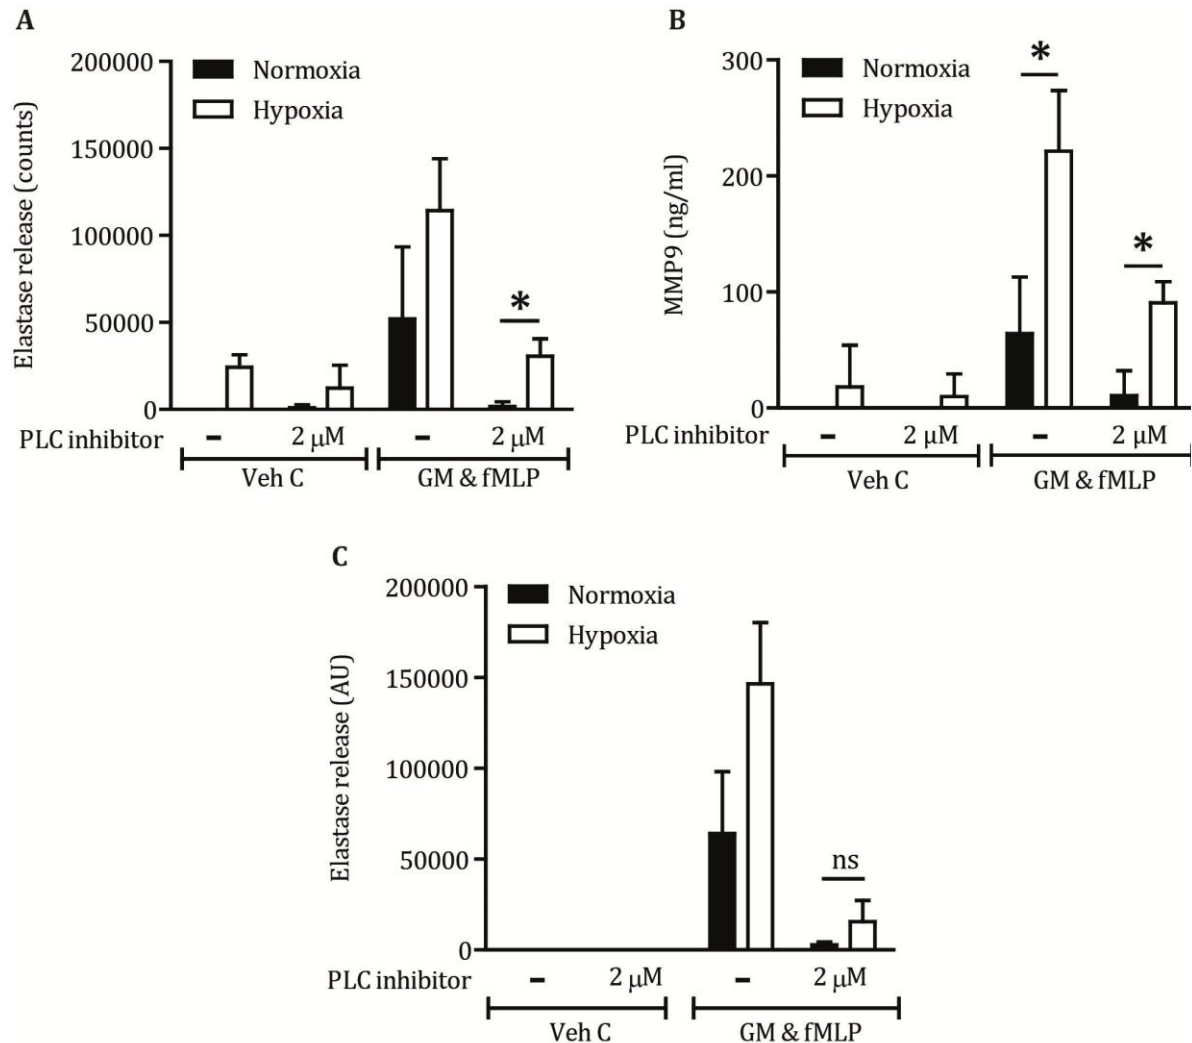 A
200000
150000
100000
50000
0
Elastase release (counts)
Normoxia
Hypoxia
*
PLC inhibitor – 2 μM – 2 μM
Veh C GM & fMLP
B
300
200
100
0
MMP9 (ng/ml)
Normoxia
Hypoxia
*
*
PLC inhibitor – 2 μM – 2 μM
Veh C GM & fMLP
C
200000
150000
100000
50000
0
Elastase release (AU)
Normoxia
Hypoxia
ns
PLC inhibitor – 2 μM – 2 μM
Veh C GM & fMLP